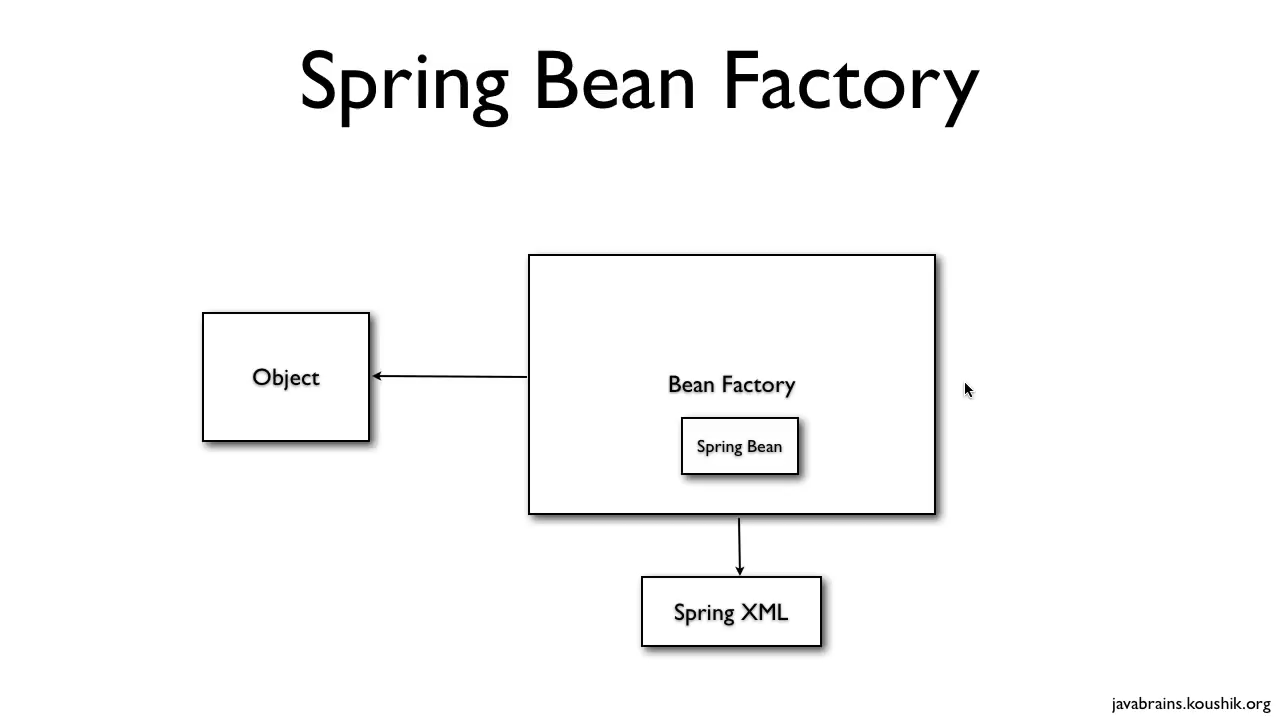 Spring Bean Factory
Object
Bean Factory
Spring Bean
Spring XML
javabrains.koushik.org